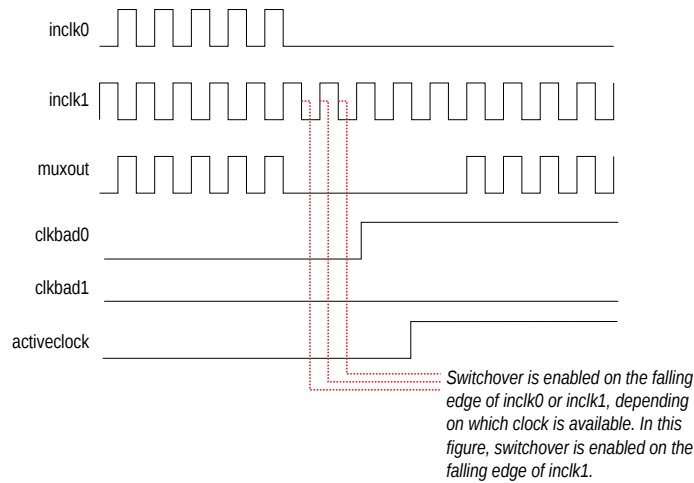 inclk0
inclk1
muxout
clkbad0
clkbad1
activeclock
Switchover is enabled on the falling
edge of inclk0 or inclk1, depending
on which clock is available. In this
figure, switchover is enabled on the
falling edge of inclk1.